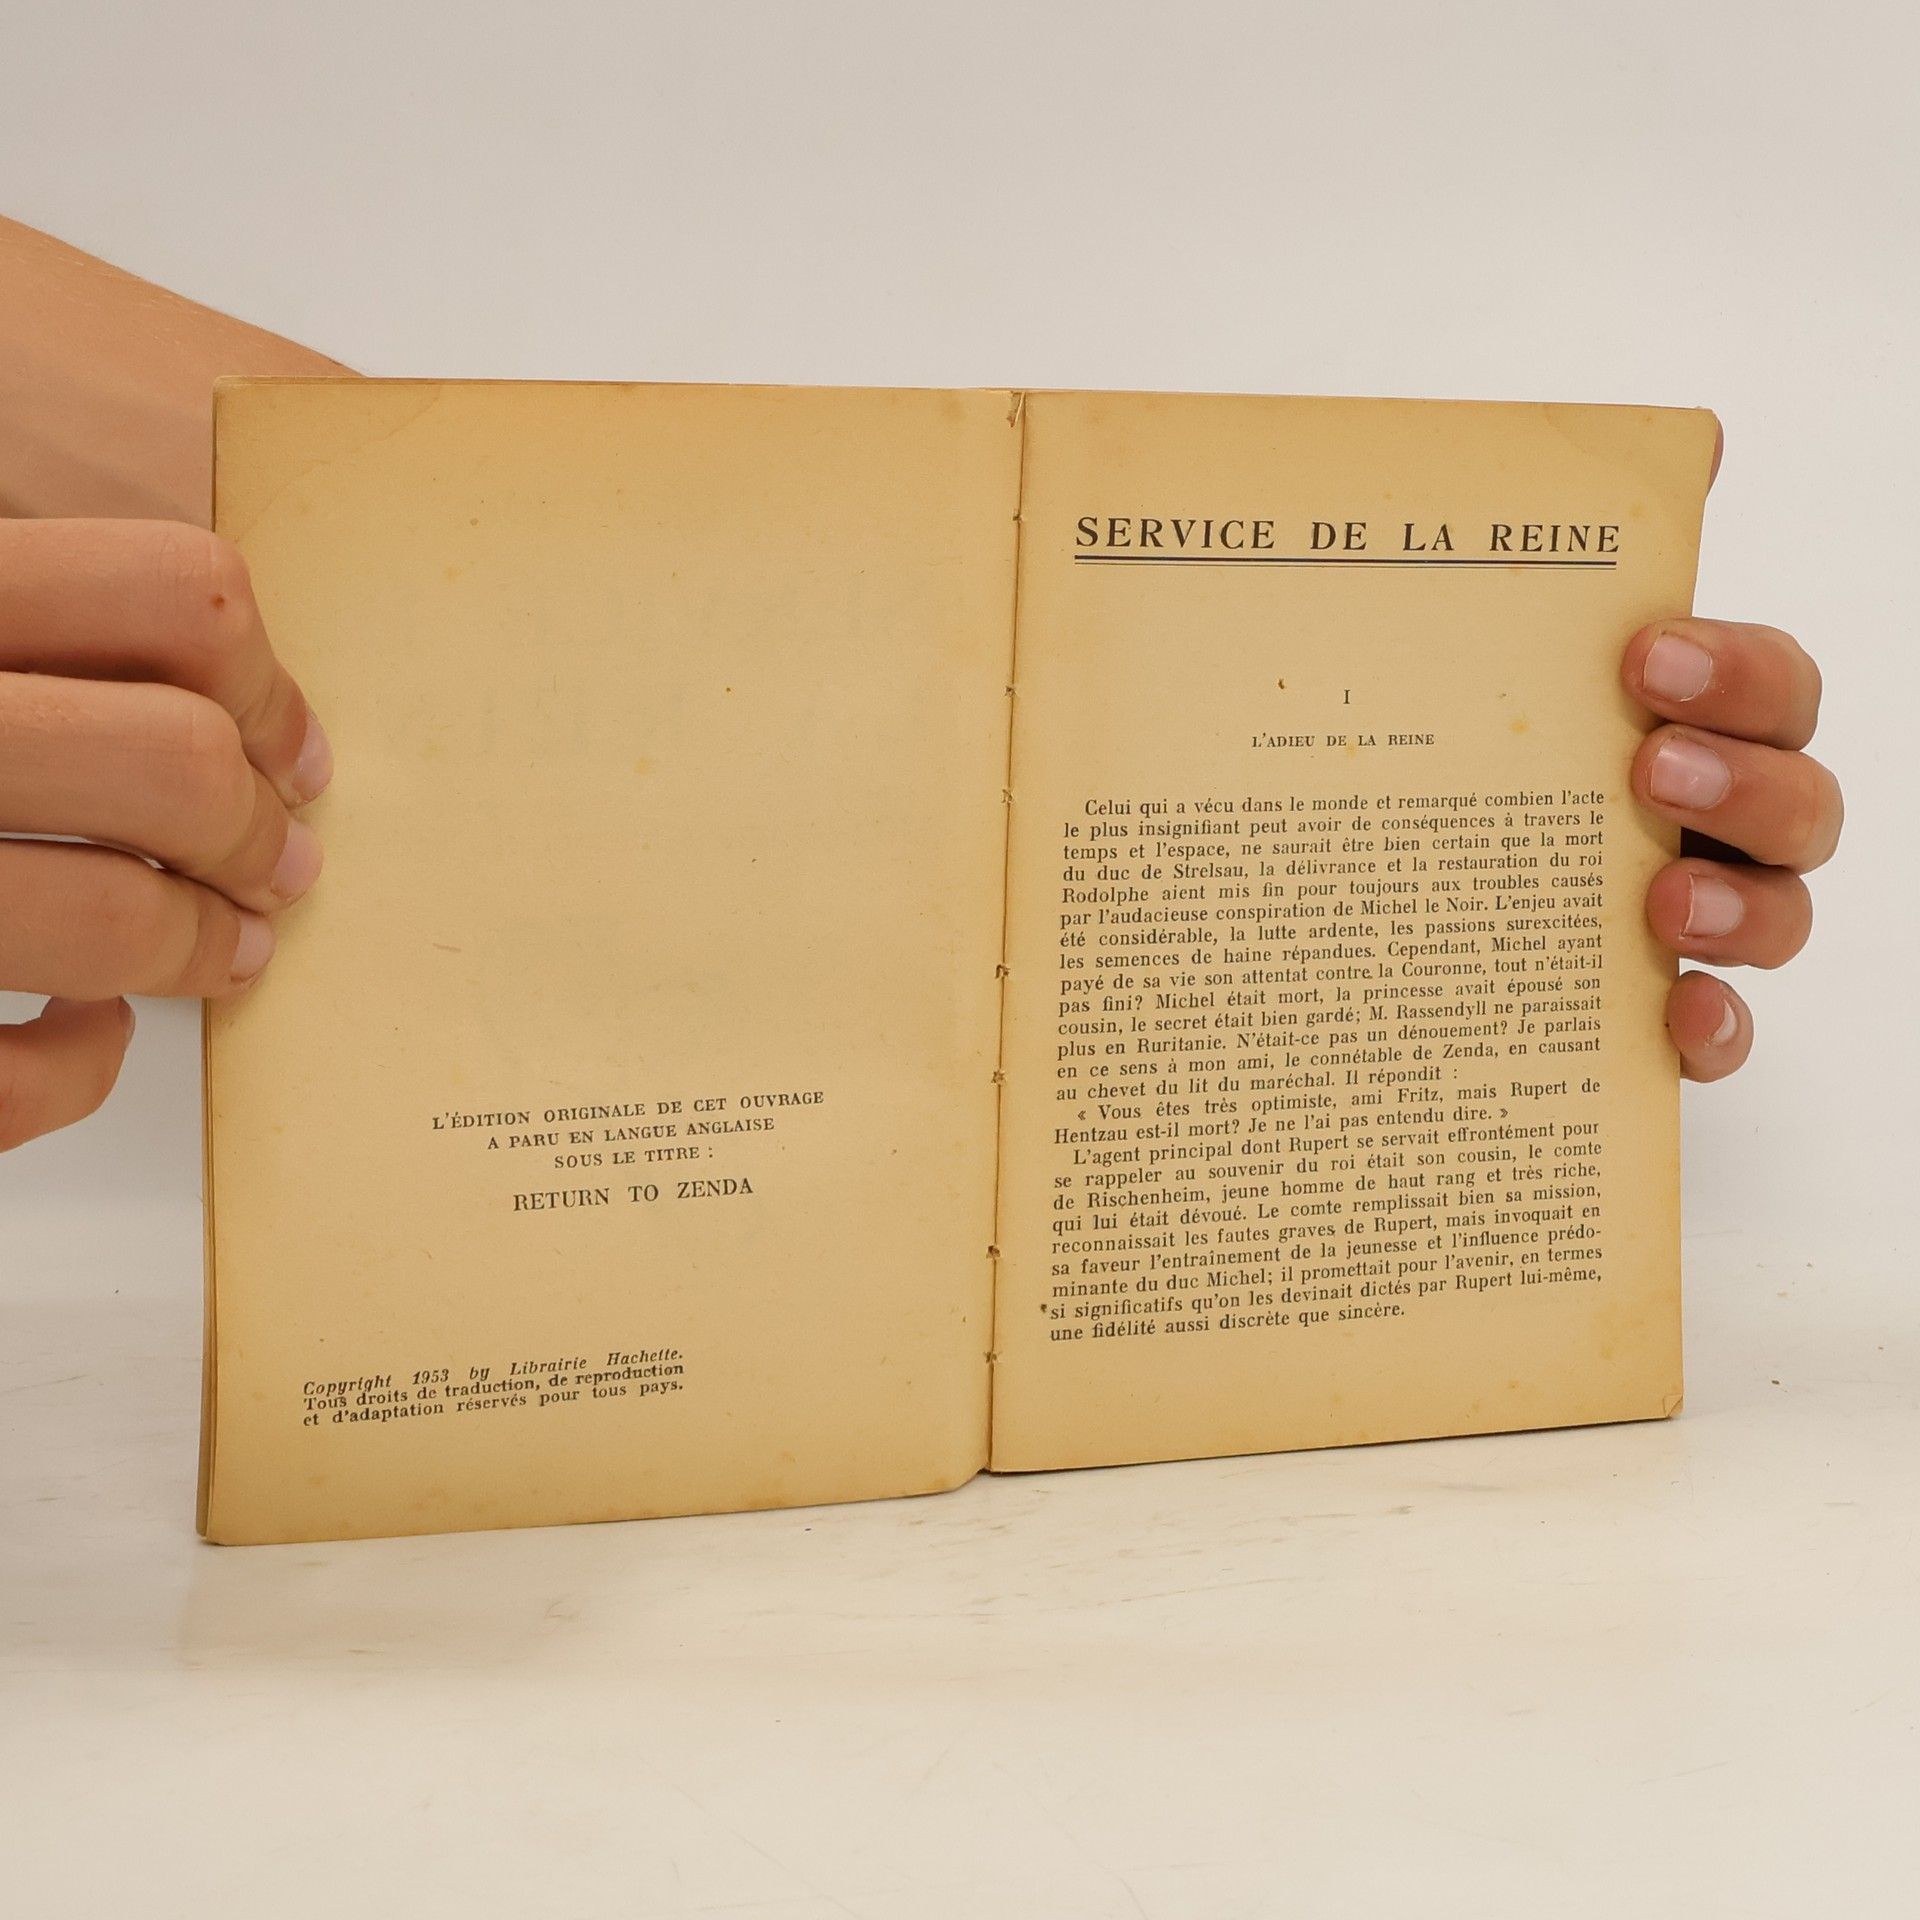 L'ÉDITION ORIGINALE DE CET OUVRAGE
A PARU EN LANGUE ANGLAISE
SOUS LE TITRE :
RETURN TO ZENDA
Copyright 1953 by Librairie Hachette.
Tous droits de traduction, de reproduction
et d'adaptation réservés pour tous pays.
SERVICE DE LA REINE
I
L'ADIEU DE LA REINE
Celui qui a vécu dans le monde et remarqué combien l'acte
le plus insignifiant peut avoir de conséquences à travers le
temps et l'espace, ne saurait être bien certain que la mort
du duc de Strelsau, la délivrance et la restauration du roi
Rodolphe aient mis fin pour toujours aux troubles causés
par l'audacieuse conspiration de Michel le Noir. L'enjeu avait
été considérable, la lutte ardente, les passions surexcitées,
les semences de haine répandues. Cependant, Michel ayant
payé de sa vie son attentat contre la Couronne, tout n'était-il
pas fini? Michel était mort, la princesse avait épousé son
cousin, le secret était bien gardé; M. Rassendyll ne paraissait
plus en Ruritanie. N'était-ce pas un dénouement? Je parlais
en ce sens à mon ami, le connétable de Zenda, en causant
au chevet du lit du maréchal. Il répondit :
« Vous êtes très optimiste, ami Fritz, mais Rupert de
Hentzau est-il mort? Je ne l'ai pas entendu dire. »
L'agent principal dont Rupert se servait effrontément pour
se rappeler au souvenir du roi était son cousin, le comte
de Rischenheim, jeune homme de haut rang et très riche,
qui lui était dévoué. Le comte remplissait bien sa mission,
reconnaissait les fautes graves de Rupert, mais invoquait en
sa faveur l'entraînement de la jeunesse et l'influence prédo-
minante du duc Michel; il promettait pour l'avenir, en termes
si significatifs qu'on les devinait dictés par Rupert lui-même,
une fidélité aussi discrète que sincère.